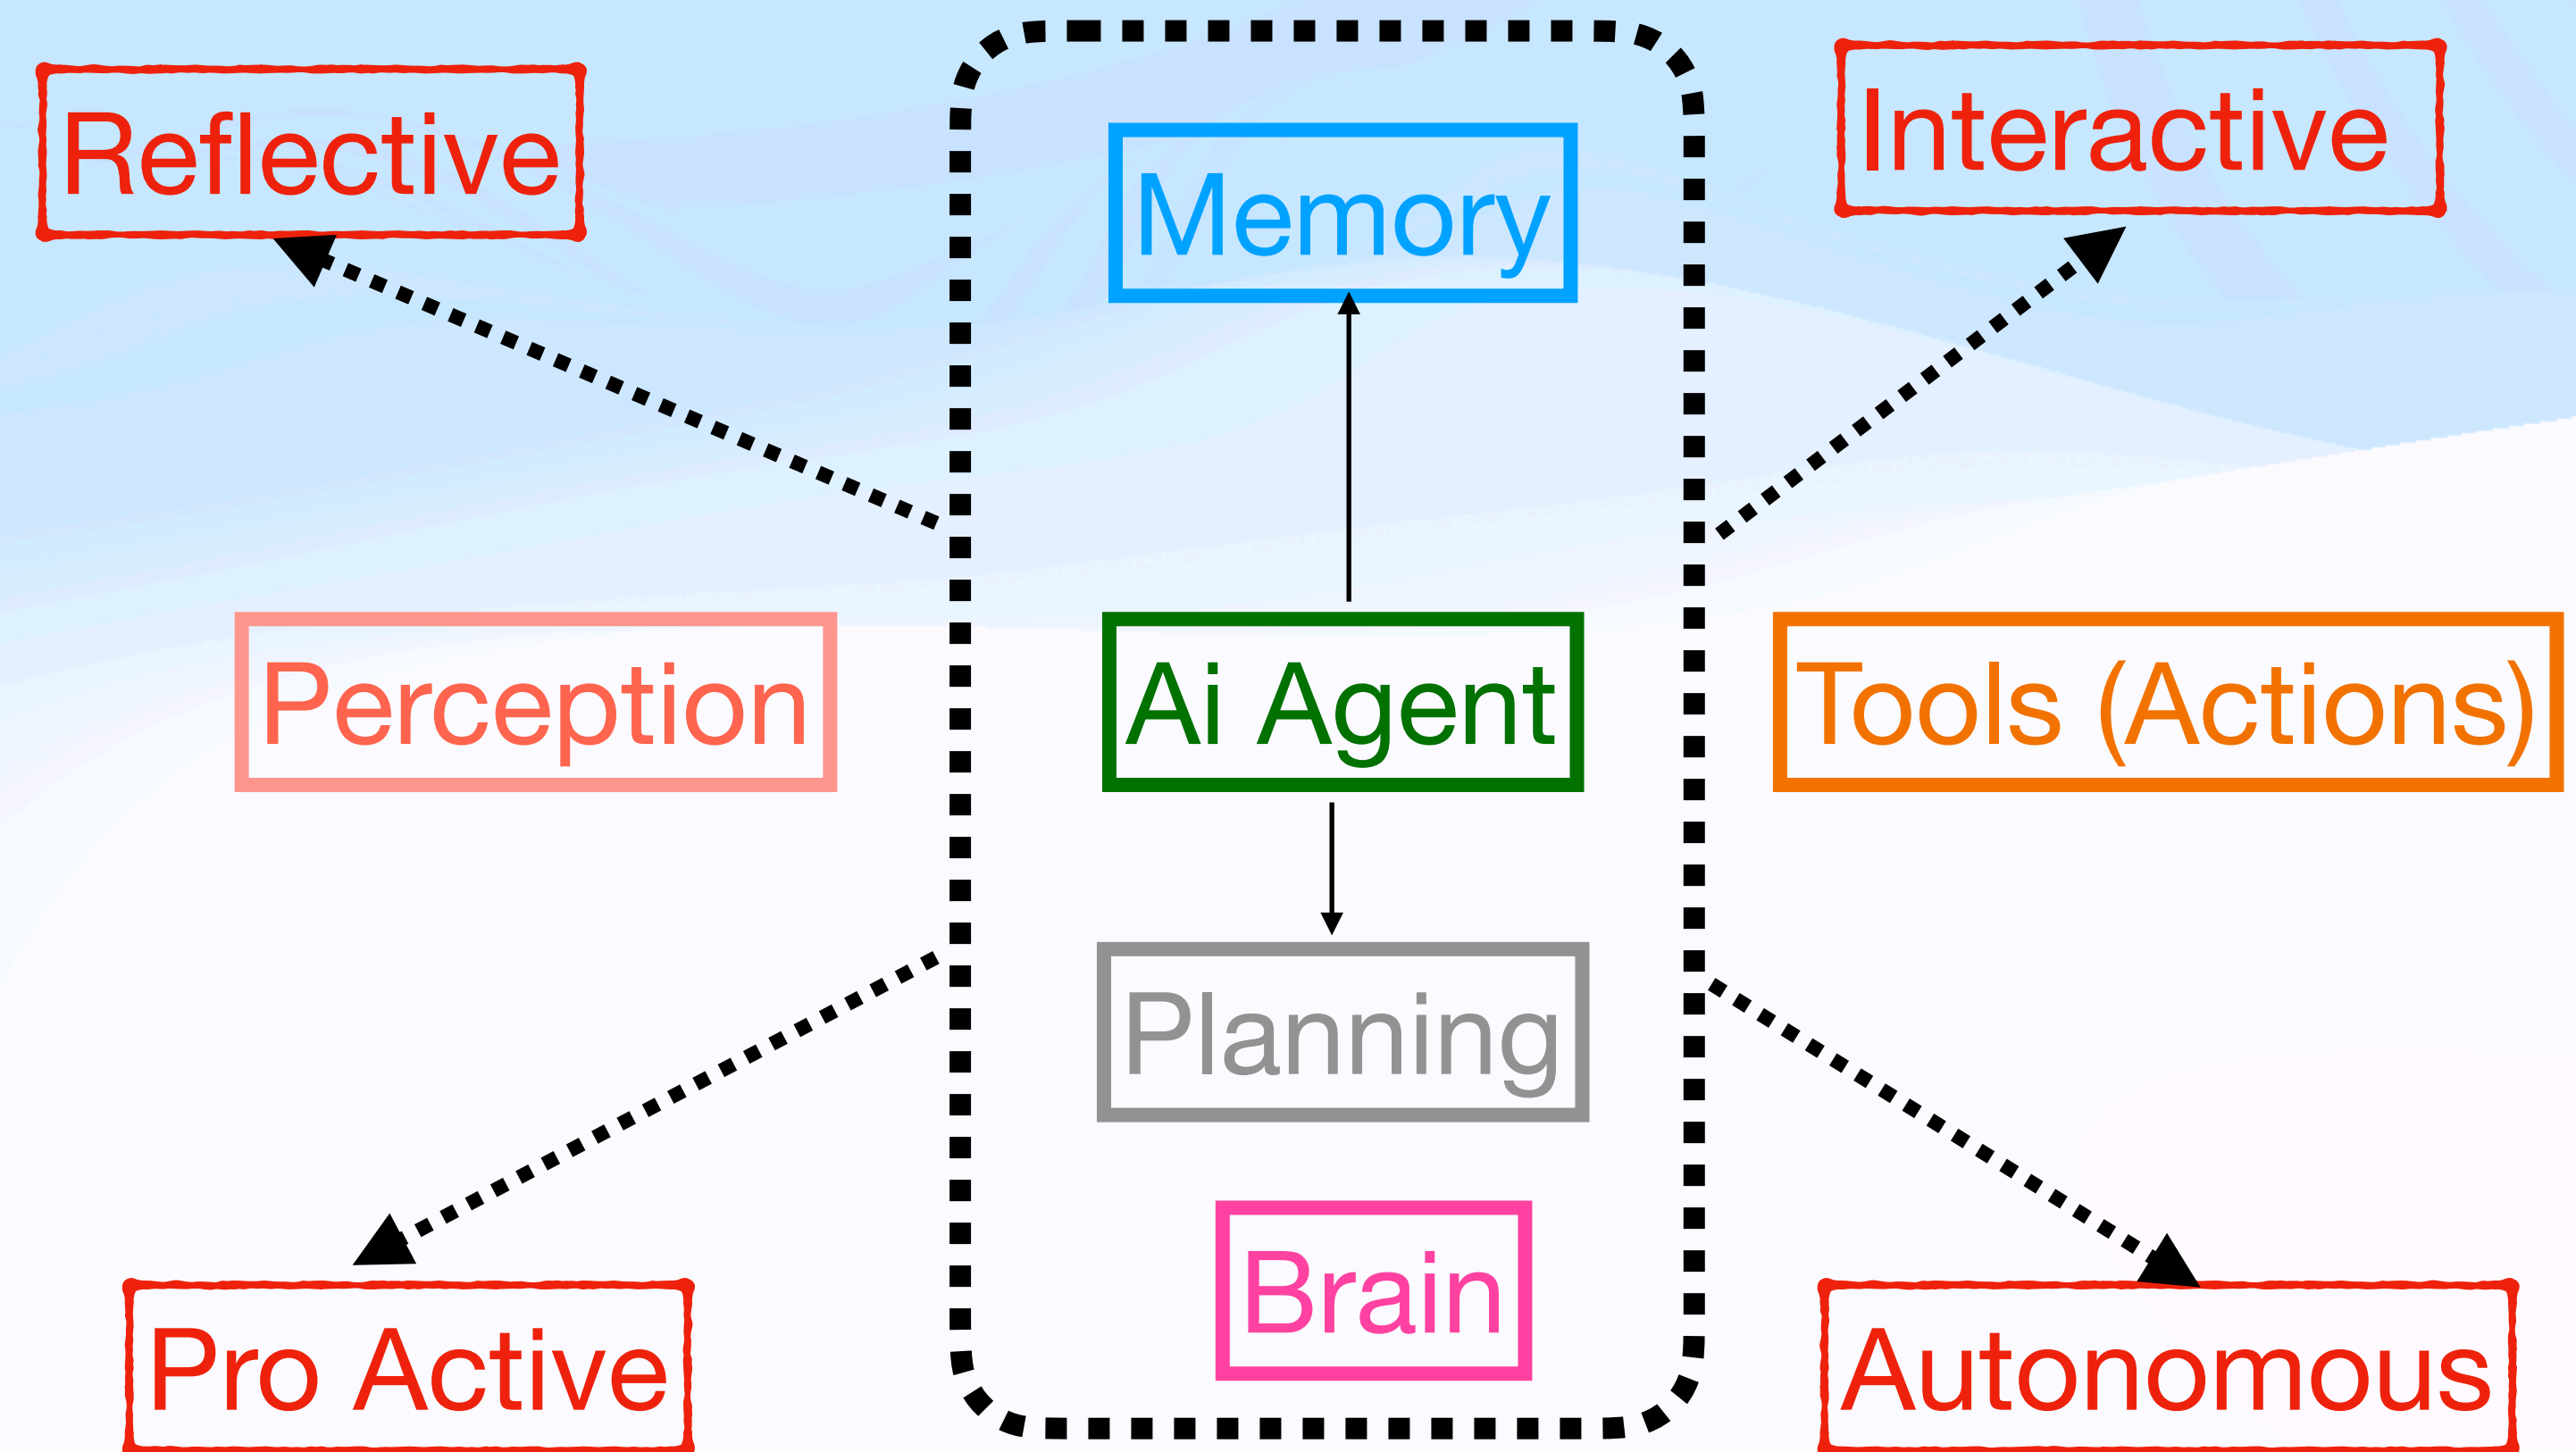 Reflective
Interactive
Memory
Perception
Ai Agent
Tools (Actions)
Planning
Brain
Pro Active
Autonomous